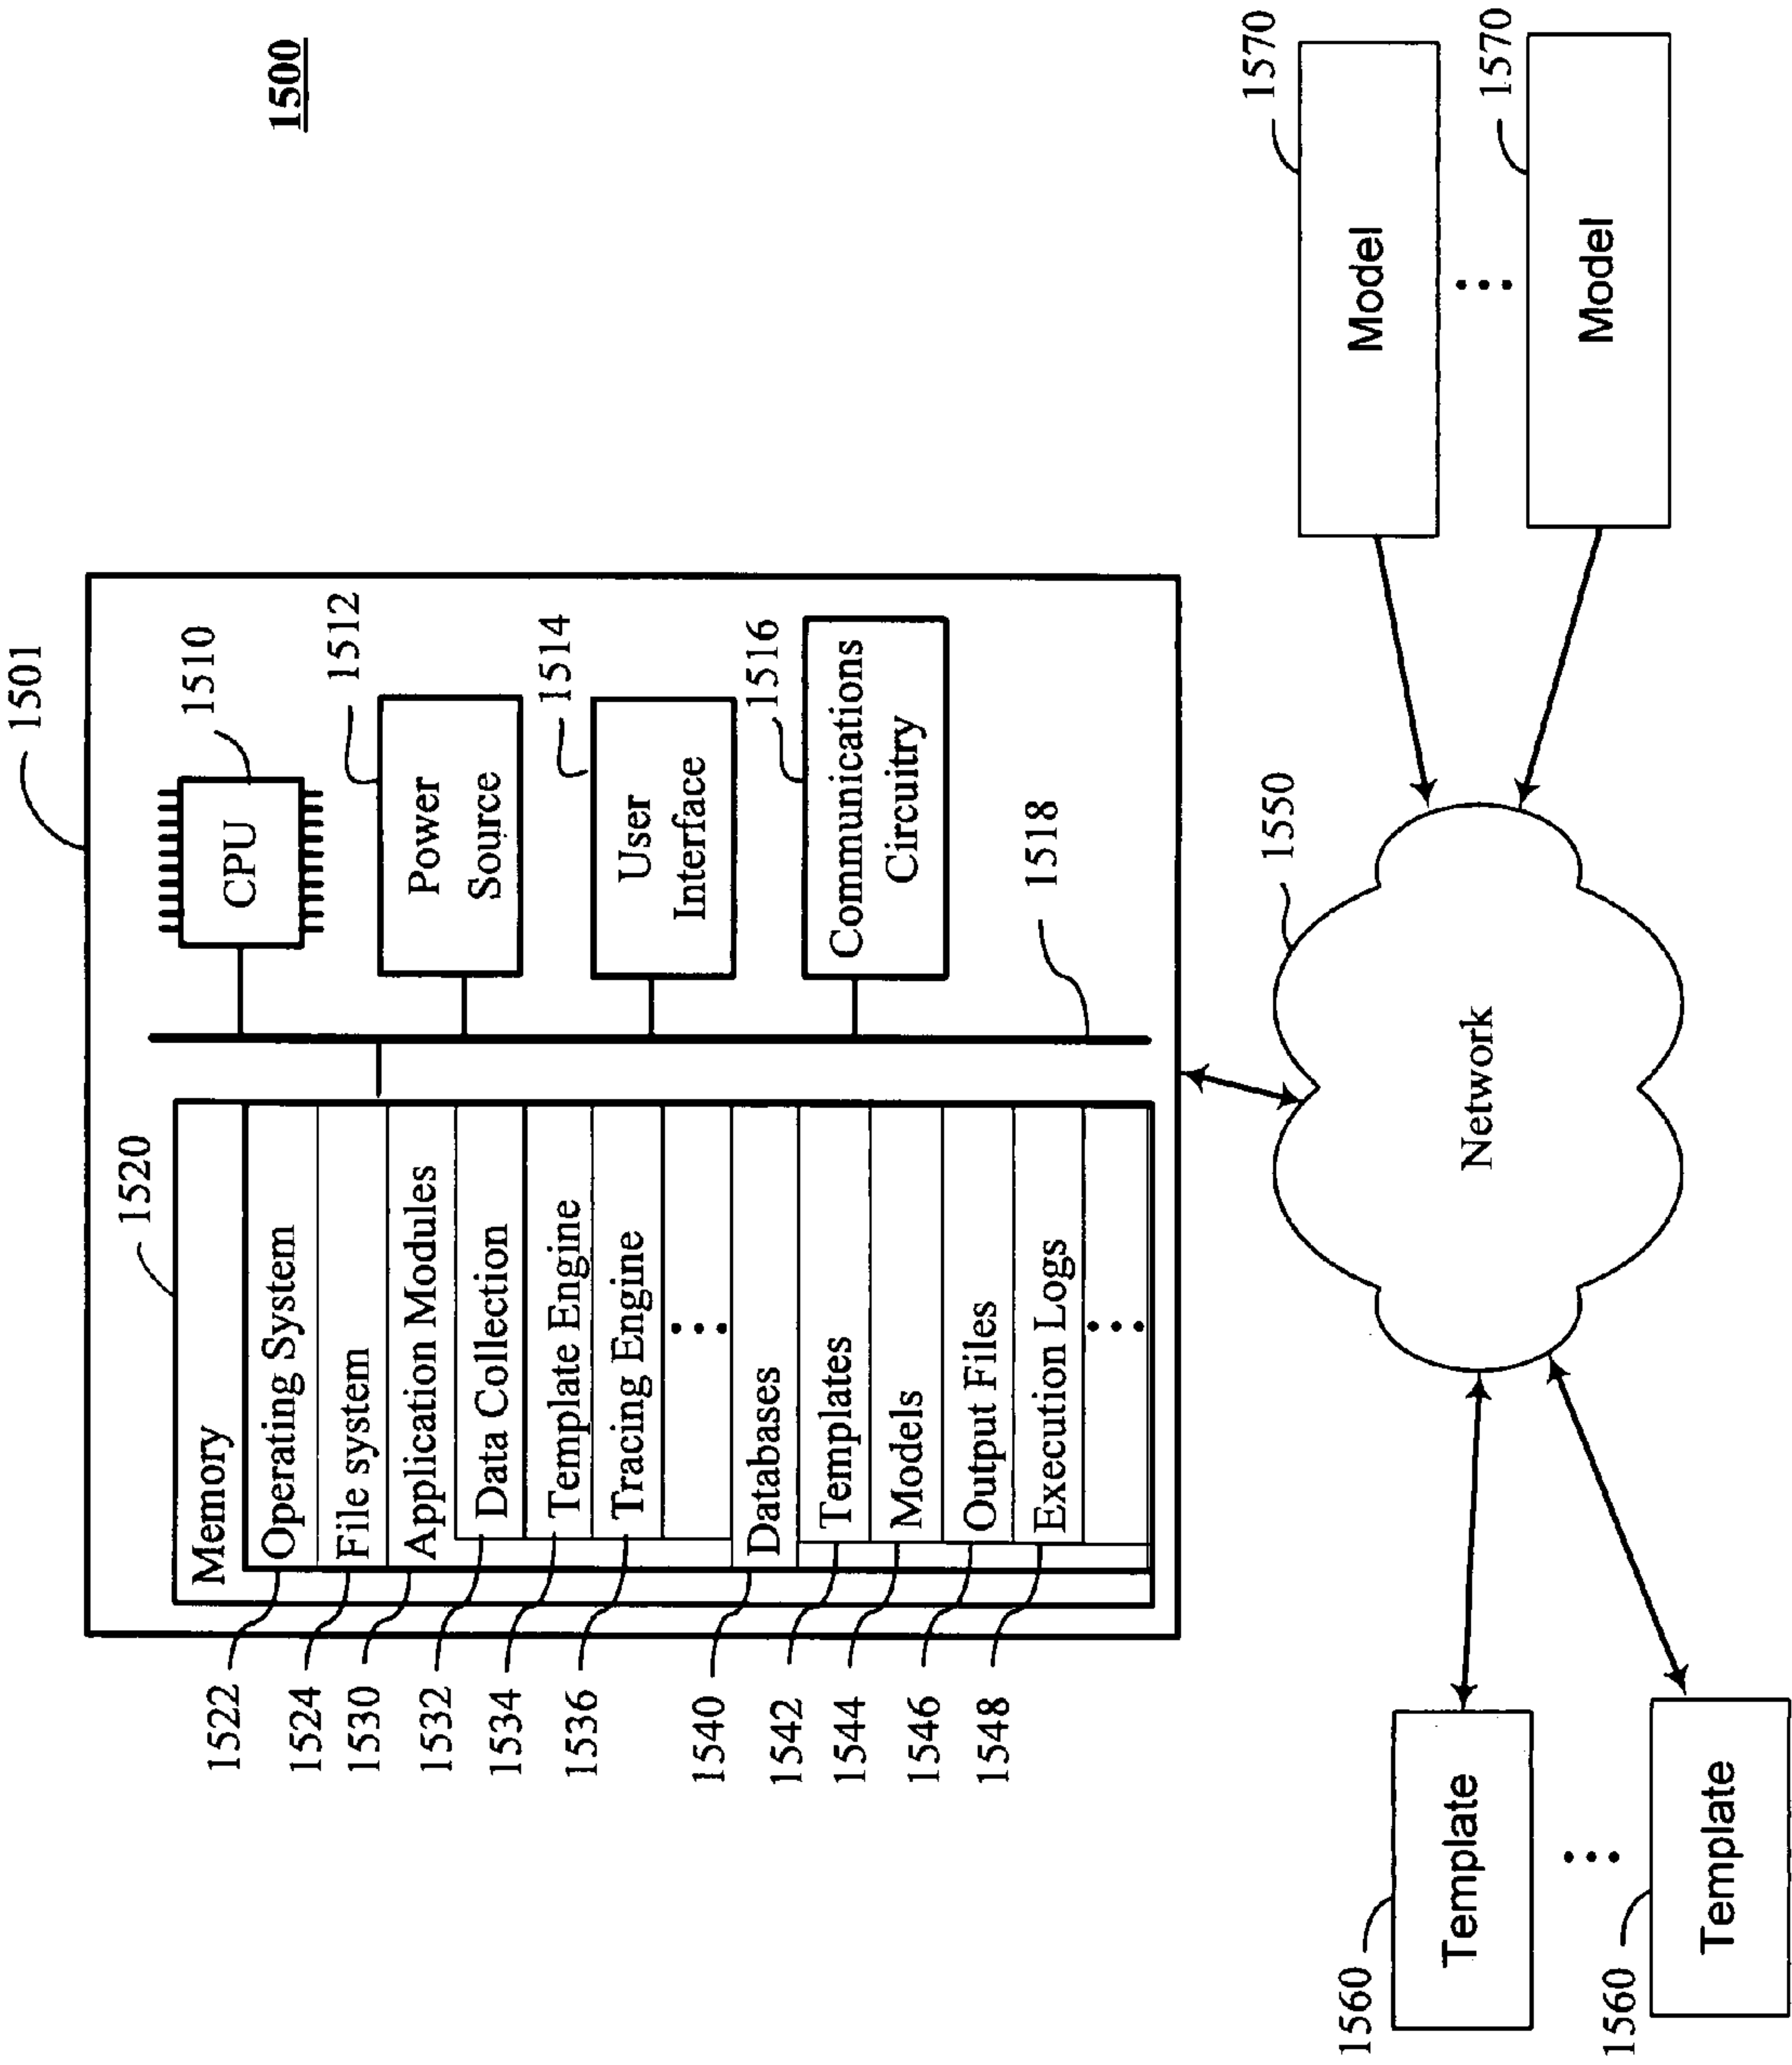 1500
1501
1520
Memory
1522
Operating System
1524
File system
1530
Application Modules
1532
Data Collection
1534
Template Engine
1536
Tracing Engine
1540
Databases
1542
Templates
1544
Models
1546
Output Files
1548
Execution Logs
1510
CPU
1512
Power
Source
1514
User
Interface
1516
Communications
Circuitry
1518
1550
Network
1560
Template
1560
Template
1570
Model
1570
Model